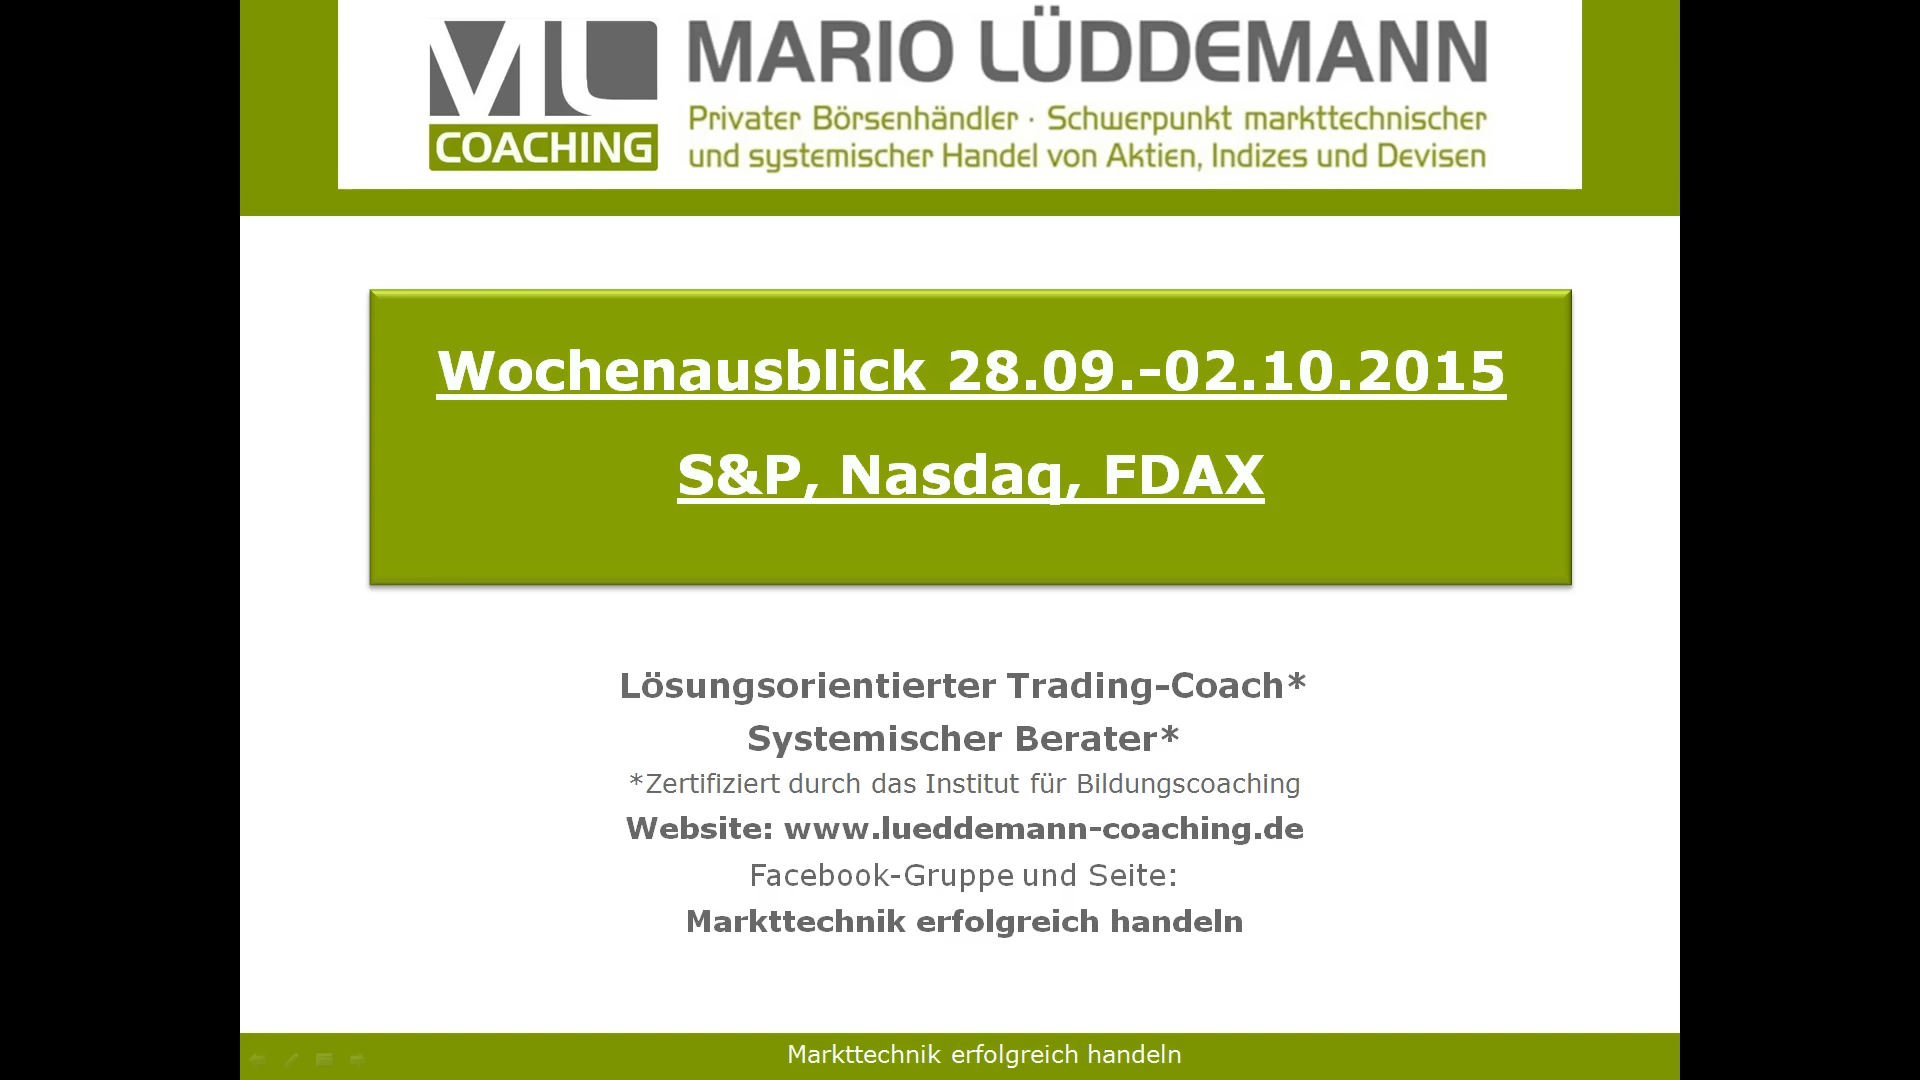 ML
COACHING
MARIO LÜDDEMANN
Privater Börsenhändler · Schwerpunkt markttechnischer
und systemischer Handel von Aktien, Indizes und Devisen
Wochenausblick 28.09.-02.10.2015
S&P, Nasdaq, FDAX
Lösungsorientierter Trading-Coach*
Systemischer Berater*
*Zertifiziert durch das Institut für Bildungscoaching
Website: www.lueddemann-coaching.de
Facebook-Gruppe und Seite:
Markttechnik erfolgreich handeln
Markttechnik erfolgreich handeln